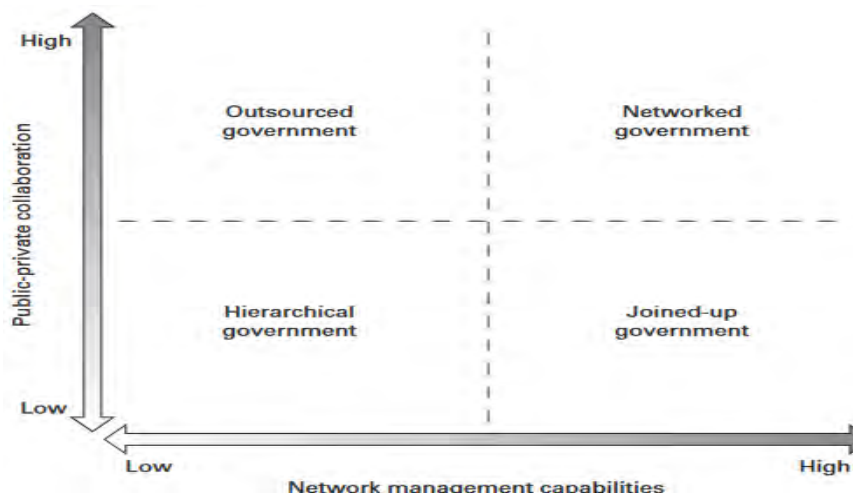 High
Outsourced
government
Networked
government
Public-private collaboration
Hierarchical
government
Joined-up
government
Low
Low
High
Network management capabilities